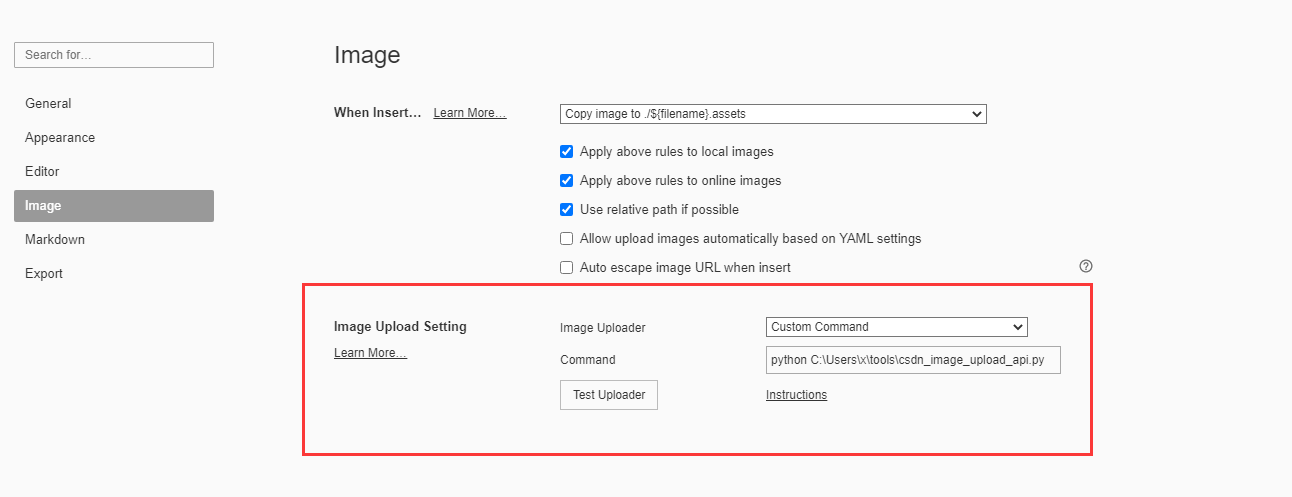 Search for...
General
Appearance
Editor
Image
Markdown
Export
Image
When Insert... Learn More...
Copy image to ./${filename}.assets
Apply above rules to local images
Apply above rules to online images
Use relative path if possible
Allow upload images automatically based on YAML settings
Auto escape image URL when insert
Image Upload Setting
Learn More...
Image Uploader Custom Command
Command python C:\Users\x\tools\csdn_image_upload_api.py
Test Uploader Instructions